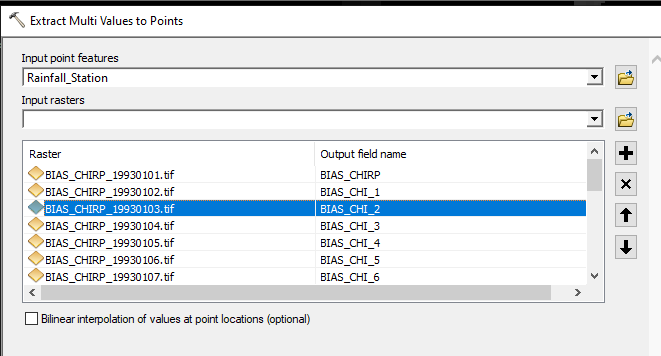 Extract Multi Values to Points
Input point features
Rainfall_Station
Input rasters
Raster Output field name
BIAS_CHIRP_19930101.tif BIAS_CHIRP
BIAS_CHIRP_19930102.tif BIAS_CHI_1
BIAS_CHIRP_19930103.tif BIAS_CHI_2
BIAS_CHIRP_19930104.tif BIAS_CHI_3
BIAS_CHIRP_19930105.tif BIAS_CHI_4
BIAS_CHIRP_19930106.tif BIAS_CHI_5
BIAS_CHIRP_19930107.tif BIAS_CHI_6
Bilinear interpolation of values at point locations (optional)